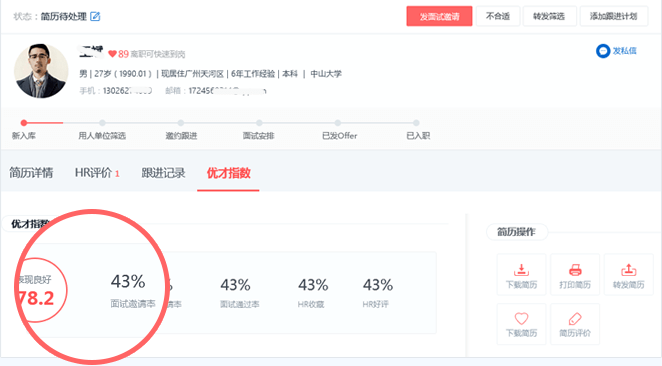 状态：简历待处理
发面试邀请 不合适 转发筛选 添加跟进计划
89 离职可快速到岗
发私信
男 | 27岁（1990.01） | 现居住广州天河区 | 6年工作经验 | 本科 | 中山大学
手机：130262 邮箱：172456
新入库 用人单位筛选 邀约跟进 面试安排 已发Offer 已入职
简历详情 HR评价 1 跟进记录 优才指数
优才指数
简历操作
表现良好
78.2
43% 43% 43% 43%
面试邀请率 面试通过率 HR收藏 HR好评
下载简历 打印简历 转发简历
下载简历 简历评价